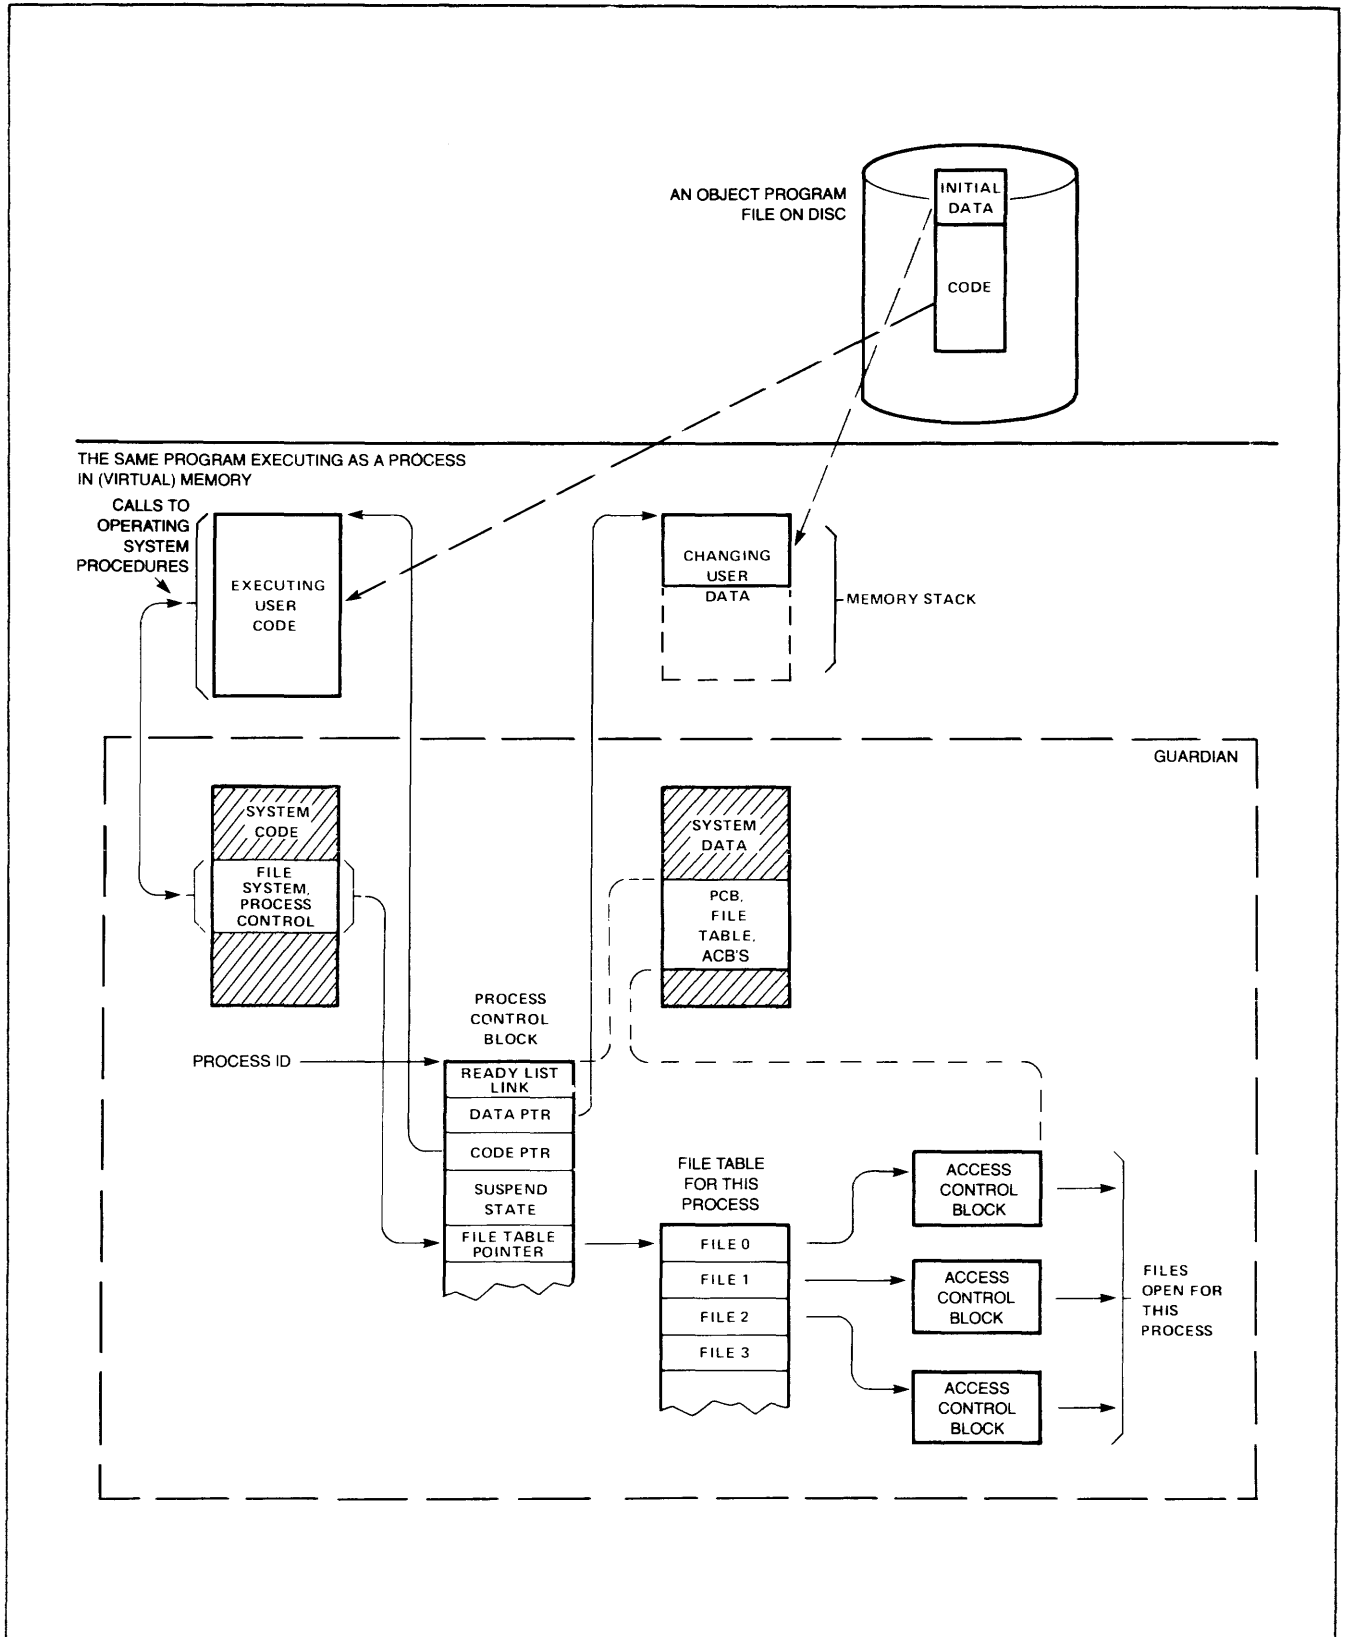 AN OBJECT PROGRAM
FILE ON DISC
INITIAL
DATA
CODE
THE SAME PROGRAM EXECUTING AS A PROCESS
IN (VIRTUAL) MEMORY
CALLS TO
OPERATING
SYSTEM
PROCEDURES
EXECUTING
USER
CODE
CHANGING
USER
DATA
MEMORY STACK
GUARDIAN
SYSTEM
CODE
FILE
SYSTEM,
PROCESS
CONTROL
SYSTEM
DATA
PCB,
FILE
TABLE,
ACB'S
PROCESS
CONTROL
BLOCK
PROCESS ID
READY LIST
LINK
DATA PTR
CODE PTR
SUSPEND
STATE
FILE TABLE
POINTER
FILE TABLE
FOR THIS
PROCESS
FILE 0
FILE 1
FILE 2
FILE 3
ACCESS
CONTROL
BLOCK
ACCESS
CONTROL
BLOCK
ACCESS
CONTROL
BLOCK
FILES
OPEN FOR
THIS
PROCESS